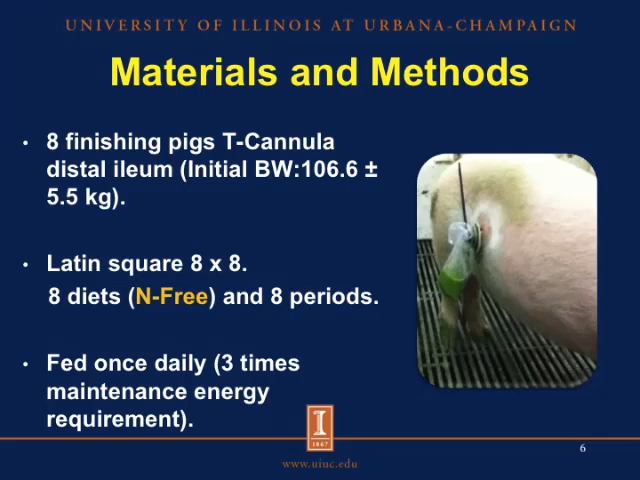 UNIVERSITY OF ILLINOIS AT URBANA-CHAMPAIGN
Materials and Methods
• 8 finishing pigs T-Cannula
distal ileum (Initial BW:106.6 ±
5.5 kg).
• Latin square 8 x 8.
8 diets (N-Free) and 8 periods.
• Fed once daily (3 times
maintenance energy
requirement).
I
1867
www.uiuc.edu
6